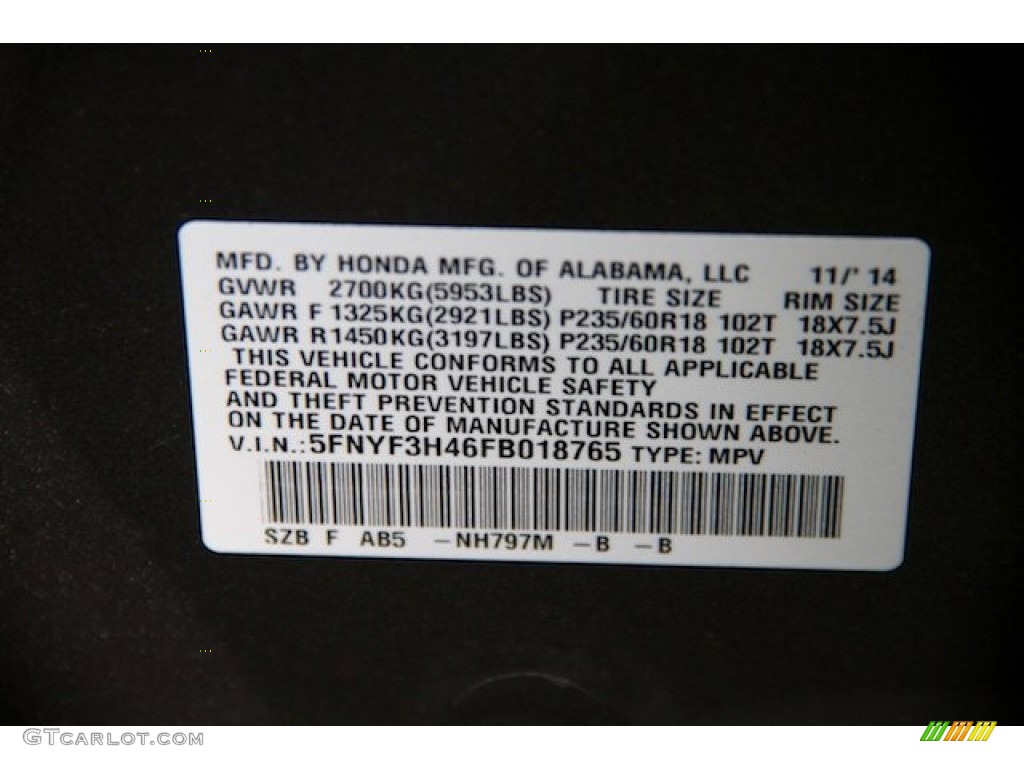 MFD. BY HONDA MFG. OF ALABAMA, LLC 11/' 14
GVWR 2700KG(5953LBS) TIRE SIZE RIM SIZE
GAWR F 1325KG(2921LBS) P235/60R18 102T 18X7.5J
GAWR R 1450KG(3197LBS) P235/60R18 102T 18X7.5J
THIS VEHICLE CONFORMS TO ALL APPLICABLE
FEDERAL MOTOR VEHICLE SAFETY
AND THEFT PREVENTION STANDARDS IN EFFECT
ON THE DATE OF MANUFACTURE SHOWN ABOVE.
V.I.N.:5FNYF3H46FB018765 TYPE: MPV
SZB F AB5 -NH797M -B -B
GTCARLOT.COM